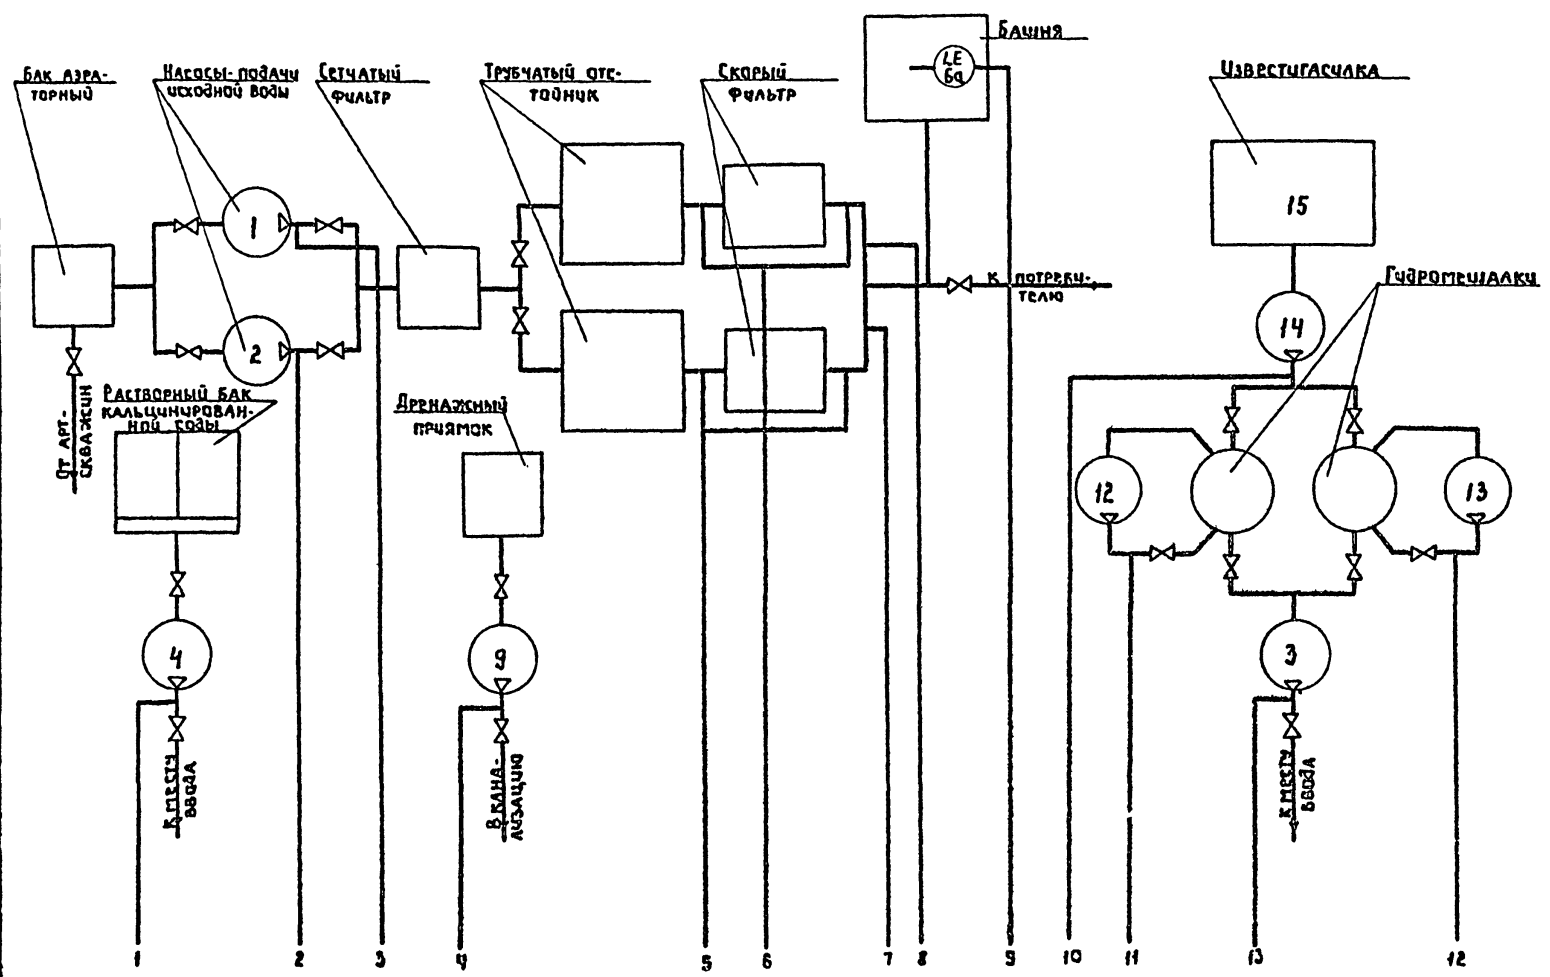 Бак аэра-
торный
Насосы подачи
исходной воды
Сетчатый
фильтр
Трубчатый отс-
тойник
Скорый
фильтр
Башня
LE
6а
Известигасилка
15
1
2
К потреби-
телю
Гидромешалки
14
От арт-
скважин
Растворный бак
кальцинирован-
ной соды
Дренажный
приямок
12
13
4
9
3
К месту
ввода
В кана-
лизацию
К месту
ввода
1
2
3
4
5
6
7
8
9
10
11
13
12